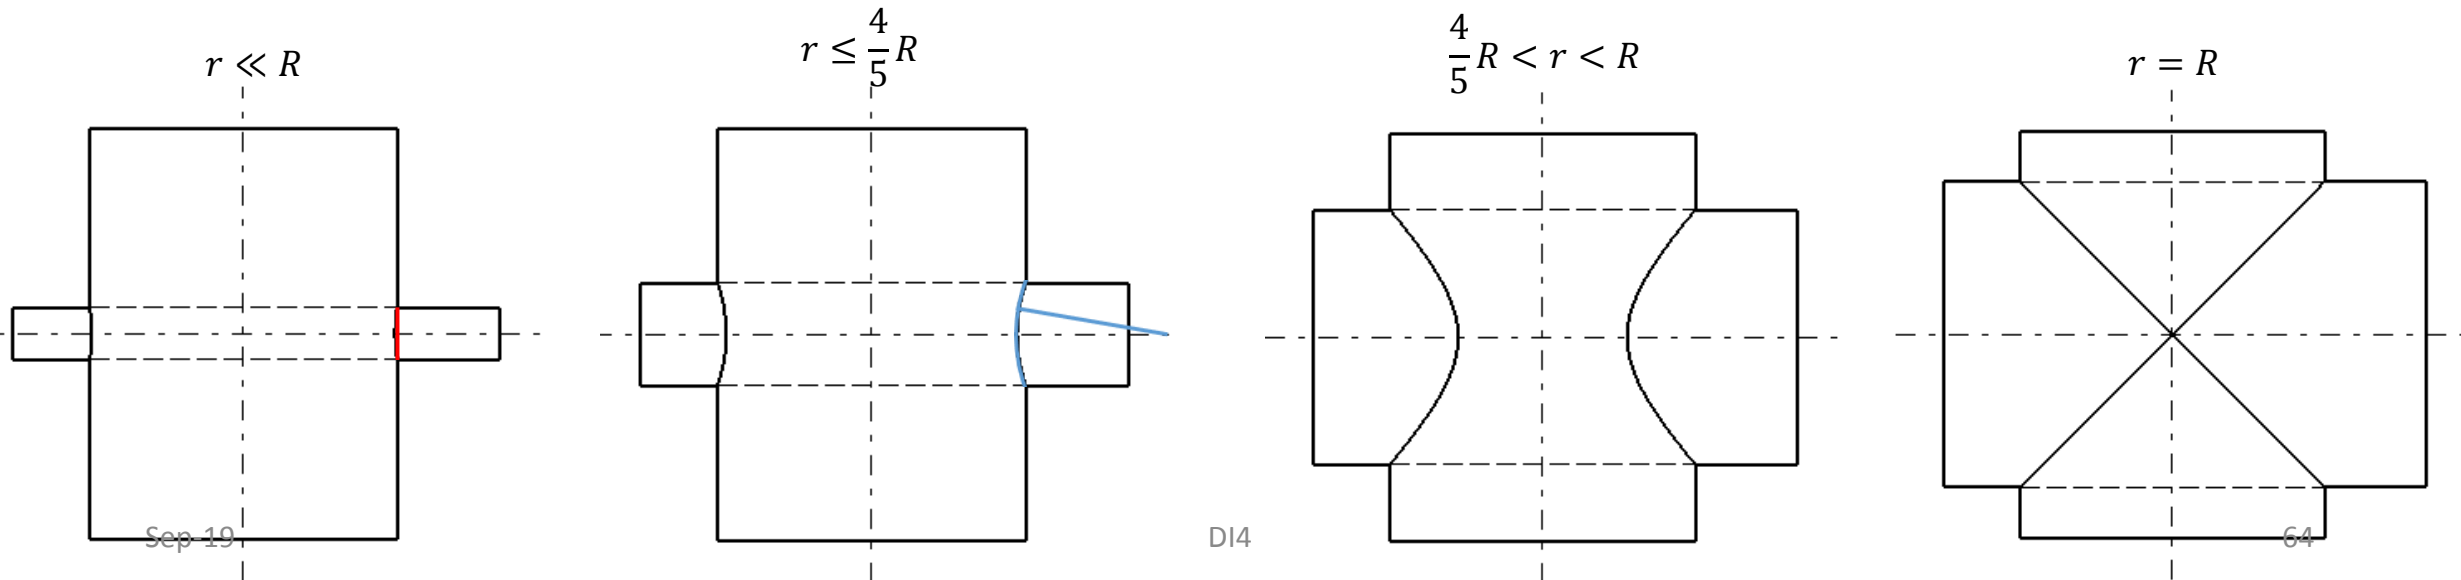 r ≪ R
r ≤ 4/5 R
4/5 R < r < R
r = R
Sep-19
DI4
64